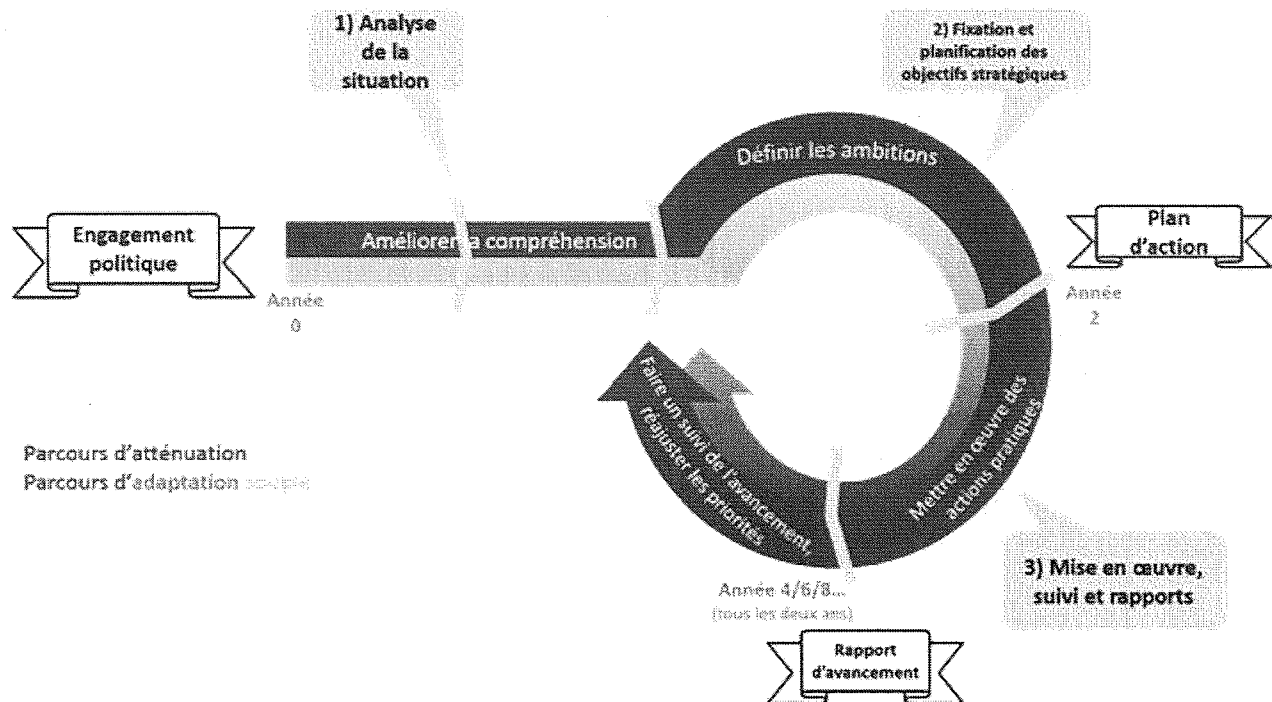 1) Analyse
de la
situation
2) Fixation et
planification des
objectifs stratégiques
Définir les ambitions
Engagement
politique
Améliorer la compréhension
Plan
d'action
Année
0
Année
2
Faire un suivi de l'avancement,
réajuster les priorités
Mettre en œuvre des
actions pratiques
Parcours d'atténuation
Parcours d'adaptation souple
3) Mise en œuvre,
suivi et rapports
Année 4/6/8...
(tous les deux ans)
Rapport
d'avancement